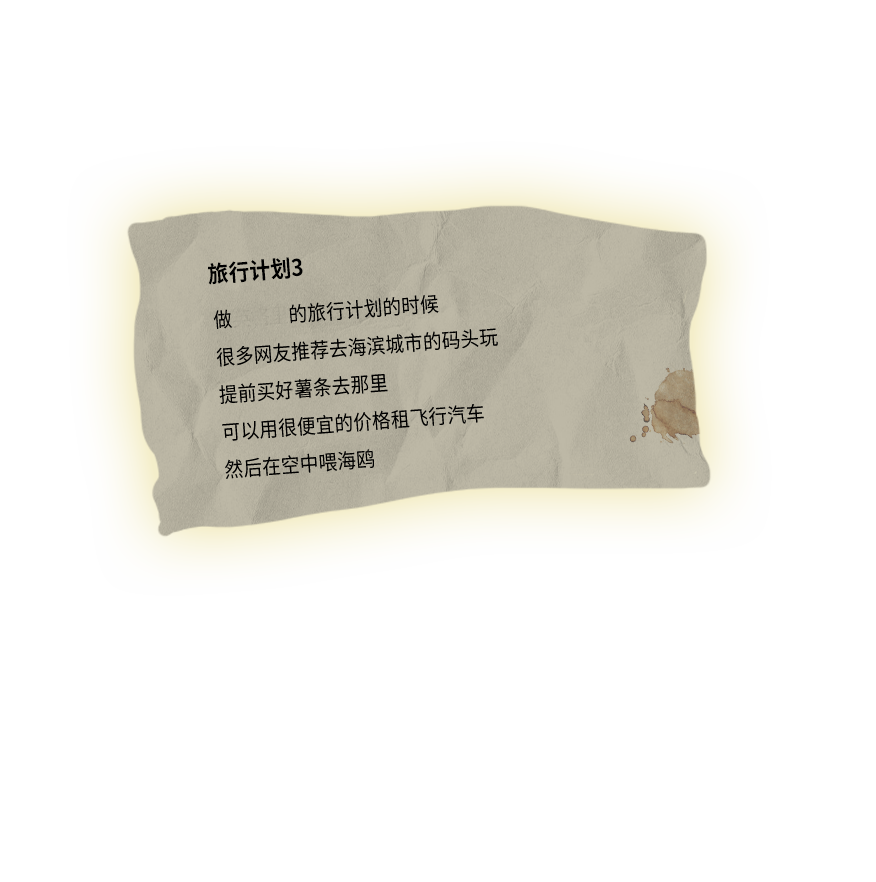 旅行计划3
做 的旅行计划的时候
很多网友推荐去海滨城市的码头玩
提前买好薯条去那里
可以用很便宜的价格租飞行汽车
然后在空中喂海鸥